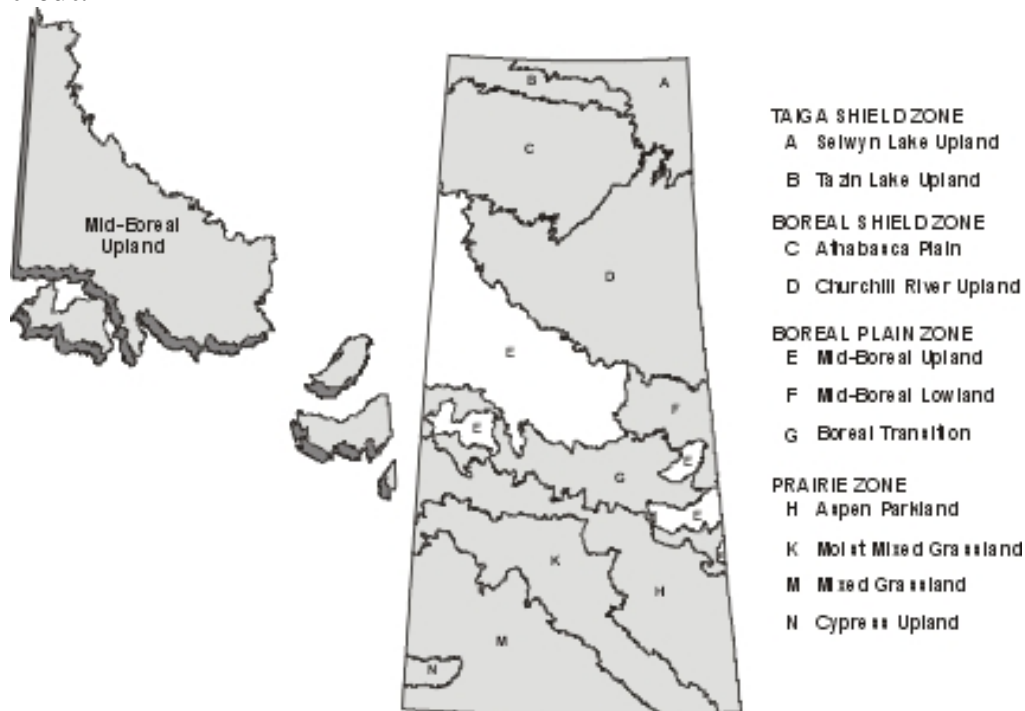 Mid-Boreal
Upland
B
A
C
D
E
F
E
E
G
E
K
H
M
N
TAIGA SHIELD ZONE
A Selwyn Lake Upland
B Tazin Lake Upland
BOREAL SHIELD ZONE
C Athabasca Plain
D Churchill River Upland
BOREAL PLAIN ZONE
E Mid-Boreal Upland
F Mid-Boreal Lowland
G Boreal Transition
PRAIRIE ZONE
H Aspen Parkland
K Moist Mixed Grassland
M Mixed Grassland
N Cypress Upland